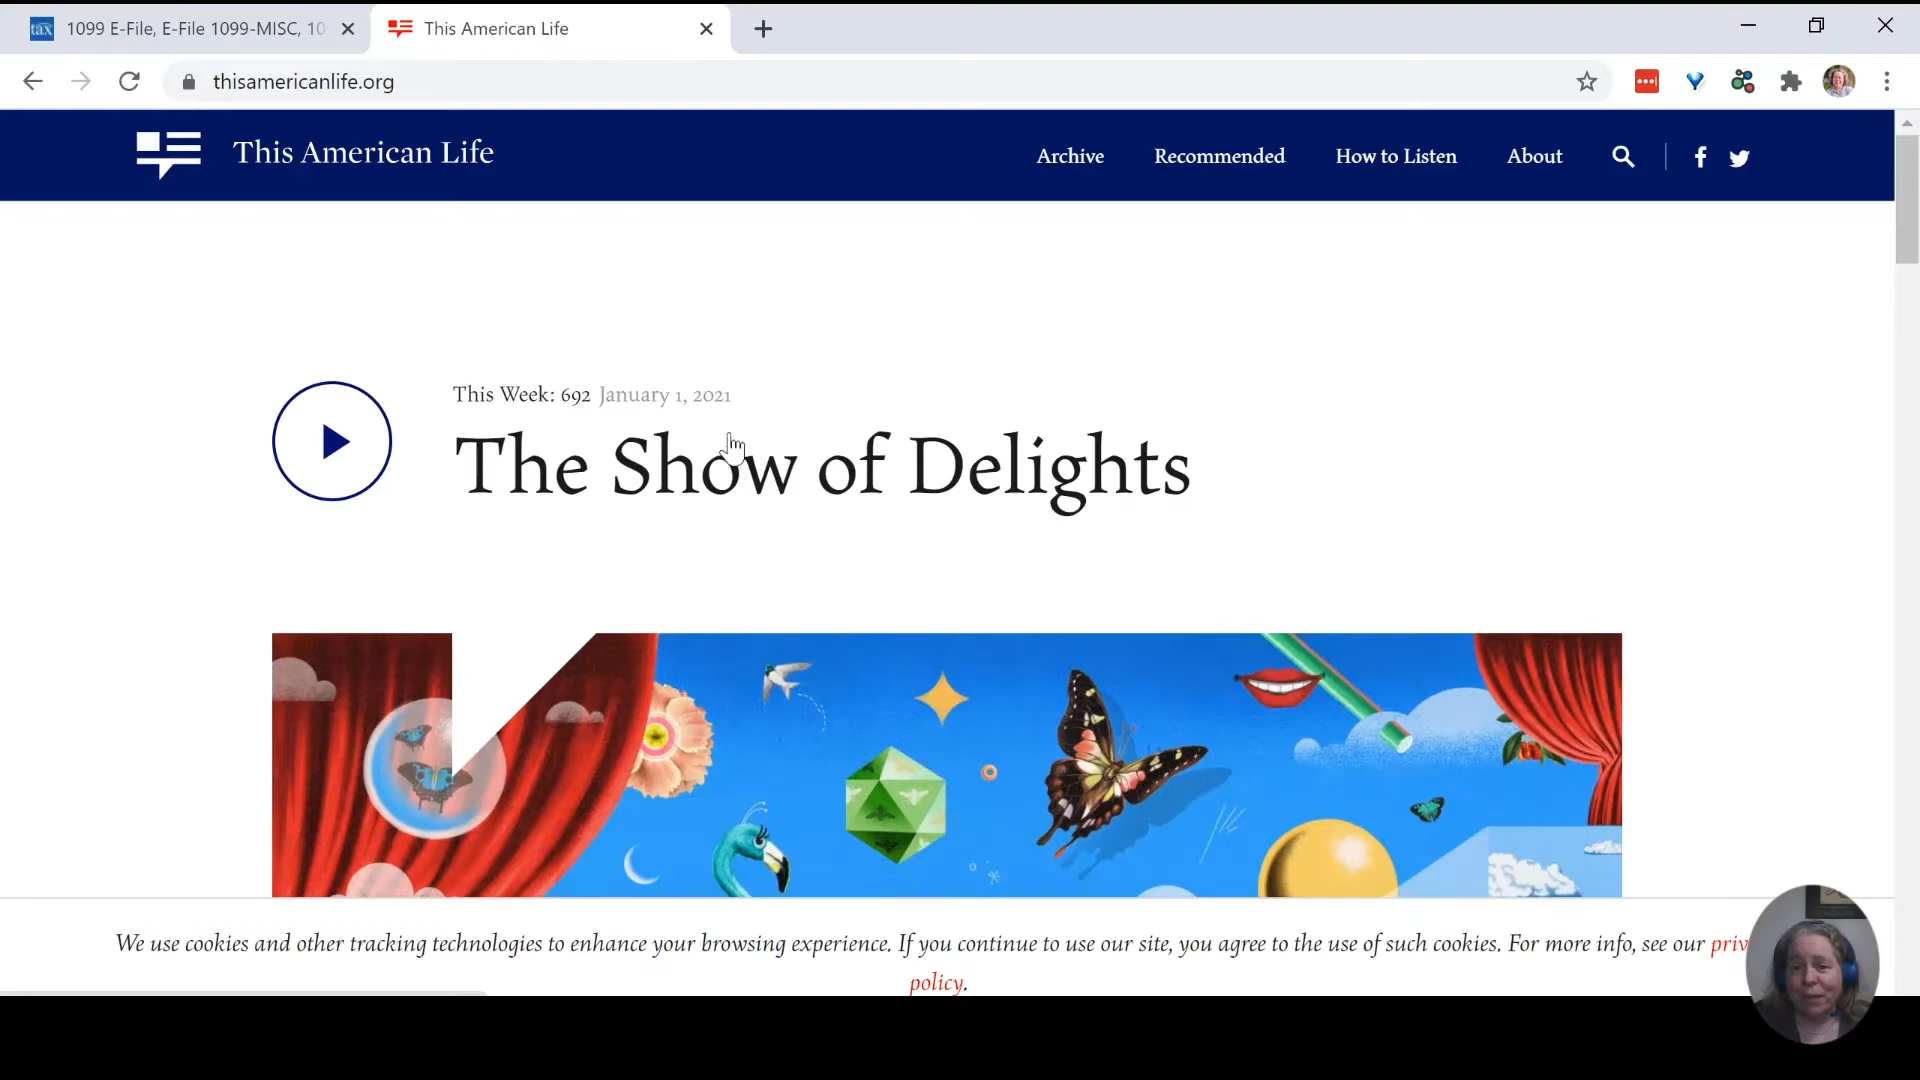 1099 E-File, E-File 1099-MISC, 10
This American Life
thisamericanlife.org
This American Life
Archive
Recommended
How to Listen
About
This Week: 692 January 1, 2021
The Show of Delights
We use cookies and other tracking technologies to enhance your browsing experience. If you continue to use our site, you agree to the use of such cookies. For more info, see our priv
policy.
tax